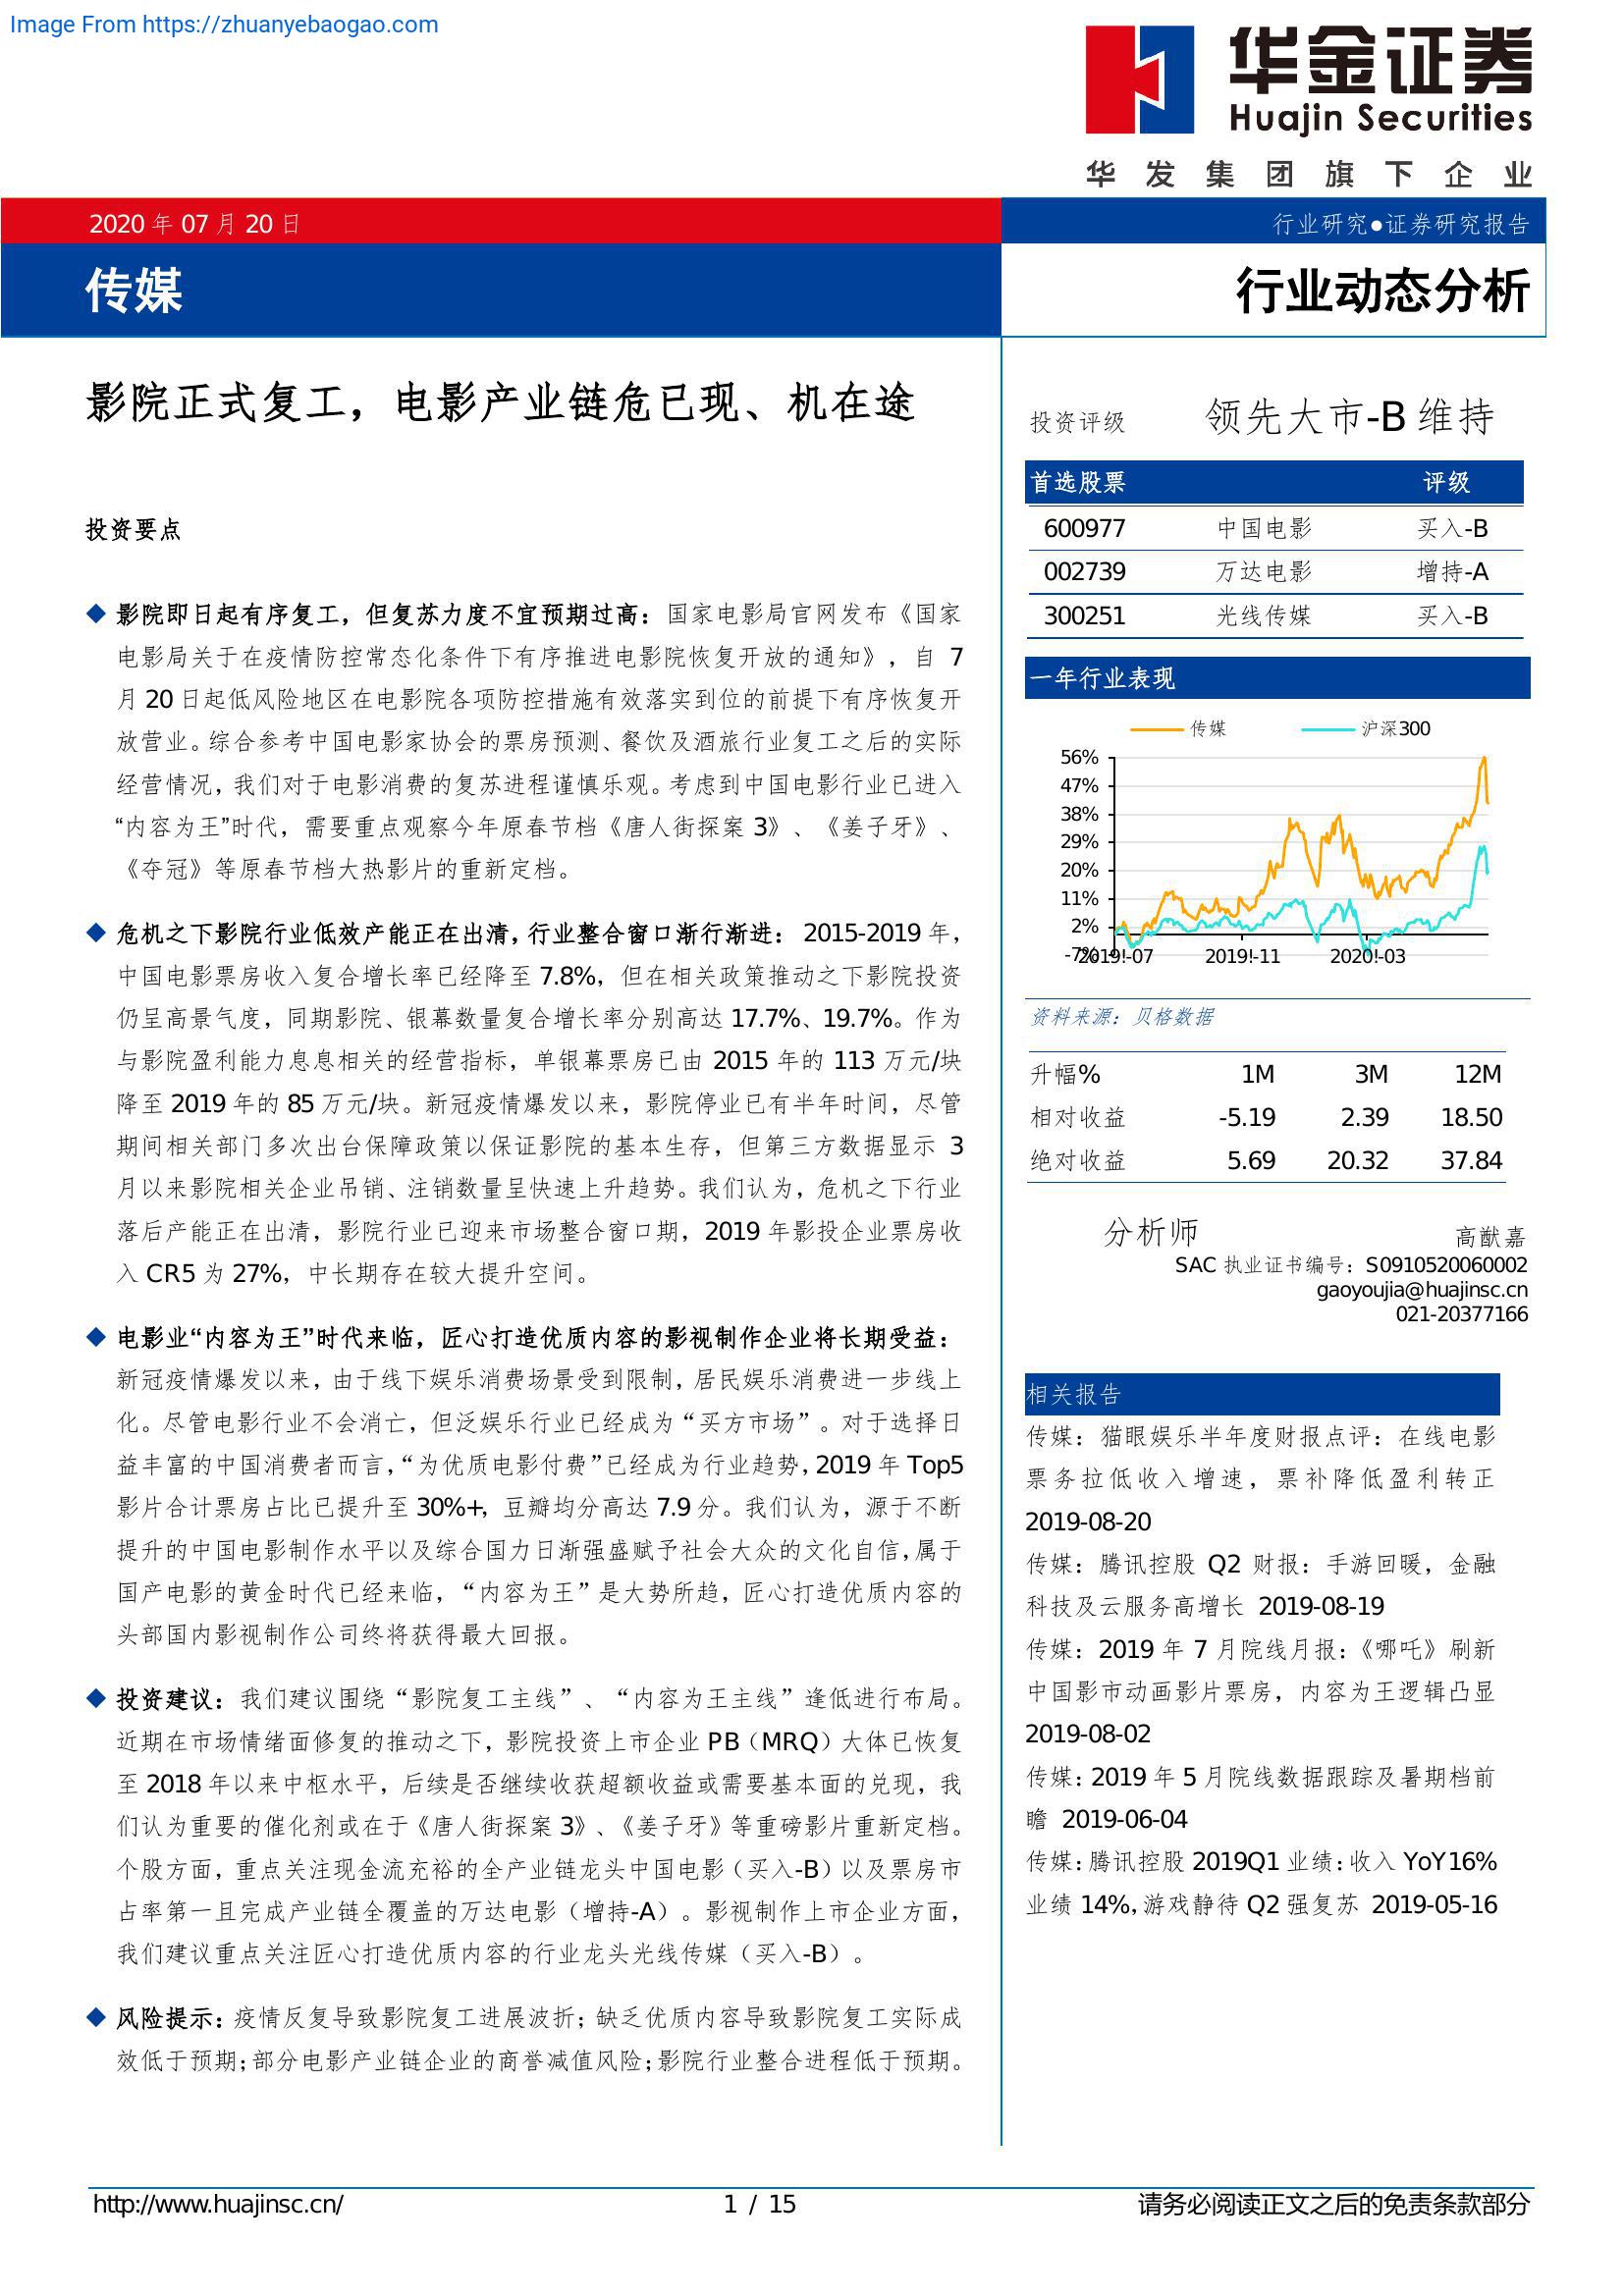 Image From https://zhuanyebaogao.com
华金证券
Huajin Securities
华发集团旗下企业
2020 年 07 月 20 日
行业研究●证券研究报告
传媒
行业动态分析
影院正式复工，电影产业链危已现、机在途
投资要点
◆ 影院即日起有序复工，但复苏力度不宜预期过高：国家电影局官网发布《国家
电影局关于在疫情防控常态化条件下有序推进电影院恢复开放的通知》，自 7
月 20 日起低风险地区在电影院各项防控措施有效落实到位的前提下有序恢复开
放营业。综合参考中国电影家协会的票房预测、餐饮及酒旅行业复工之后的实际
经营情况，我们对于电影消费的复苏进程谨慎乐观。考虑到中国电影行业已进入
“内容为王”时代，需要重点观察今年原春节档《唐人街探案 3》、《姜子牙》、
《夺冠》等原春节档大热影片的重新定档。
◆ 危机之下影院行业低效产能正在出清，行业整合窗口渐行渐进：2015-2019 年，
中国电影票房收入复合增长率已经降至 7.8%，但在相关政策推动之下影院投资
仍呈高景气度，同期影院、银幕数量复合增长率分别高达 17.7%、19.7%。作为
与影院盈利能力息息相关的经营指标，单银幕票房已由 2015 年的 113 万元/块
降至 2019 年的 85 万元/块。新冠疫情爆发以来，影院停业已有半年时间，尽管
期间相关部门多次出台保障政策以保证影院的基本生存，但第三方数据显示 3
月以来影院相关企业吊销、注销数量呈快速上升趋势。我们认为，危机之下行业
落后产能正在出清，影院行业已迎来市场整合窗口期，2019 年影投企业票房收
入 CR5 为 27%，中长期存在较大提升空间。
◆ 电影业“内容为王”时代来临，匠心打造优质内容的影视制作企业将长期受益：
新冠疫情爆发以来，由于线下娱乐消费场景受到限制，居民娱乐消费进一步线上
化。尽管电影行业不会消亡，但泛娱乐行业已经成为“买方市场”。对于选择日
益丰富的中国消费者而言，“为优质电影付费”已经成为行业趋势，2019 年 Top5
影片合计票房占比已提升至 30%+，豆瓣均分高达 7.9 分。我们认为，源于不断
提升的中国电影制作水平以及综合国力日渐强盛赋予社会大众的文化自信，属于
国产电影的黄金时代已经来临，“内容为王”是大势所趋，匠心打造优质内容的
头部国内影视制作公司终将获得最大回报。
◆ 投资建议：我们建议围绕“影院复工主线”、“内容为王主线”逢低进行布局。
近期在市场情绪面修复的推动之下，影院投资上市企业 PB（MRQ）大体已恢复
至 2018 年以来中枢水平，后续是否继续收获超额收益或需要基本面的兑现，我
们认为重要的催化剂或在于《唐人街探案 3》、《姜子牙》等重磅影片重新定档。
个股方面，重点关注现金流充裕的全产业链龙头中国电影（买入-B）以及票房市
占率第一且完成产业链全覆盖的万达电影（增持-A）。影视制作上市企业方面，
我们建议重点关注匠心打造优质内容的行业龙头光线传媒（买入-B）。
◆ 风险提示：疫情反复导致影院复工进展波折；缺乏优质内容导致影院复工实际成
效低于预期；部分电影产业链企业的商誉减值风险；影院行业整合进程低于预期。
投资评级 领先大市-B 维持
首选股票 评级
600977 中国电影 买入-B
002739 万达电影 增持-A
300251 光线传媒 买入-B
一年行业表现
传媒 沪深300
56%
47%
38%
29%
20%
11%
2%
-7%
2019!-07 2019!-11 2020!-03
资料来源：贝格数据
升幅% 1M 3M 12M
相对收益 -5.19 2.39 18.50
绝对收益 5.69 20.32 37.84
分析师 高猷嘉
SAC 执业证书编号：S0910520060002
gaoyoujia@huajinsc.cn
021-20377166
相关报告
传媒：猫眼娱乐半年度财报点评：在线电影
票务拉低收入增速，票补降低盈利转正
2019-08-20
传媒：腾讯控股 Q2 财报：手游回暖，金融
科技及云服务高增长 2019-08-19
传媒：2019 年 7 月院线月报：《哪吒》刷新
中国影市动画影片票房，内容为王逻辑凸显
2019-08-02
传媒：2019 年 5 月院线数据跟踪及暑期档前
瞻 2019-06-04
传媒：腾讯控股 2019Q1 业绩：收入 YoY16%
业绩 14%，游戏静待 Q2 强复苏 2019-05-16
http://www.huajinsc.cn/ 1 / 15 请务必阅读正文之后的免责条款部分